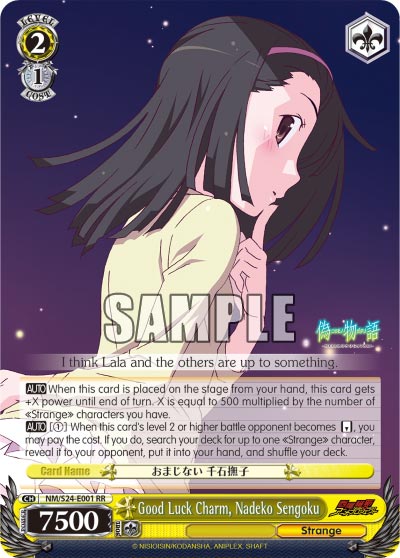 LEVEL
2
1
COST
SAMPLE
偽物語
I think Lala and the others are up to something.
AUTO When this card is placed on the stage from your hand, this card gets
+X power until end of turn. X is equal to 500 multiplied by the number of
«Strange» characters you have.
AUTO [(1)] When this card's level 2 or higher battle opponent becomes [▼], you
may pay the cost. If you do, search your deck for up to one «Strange» character,
reveal it to your opponent, put it into your hand, and shuffle your deck.
Card Name おまじない 千石撫子
CH NM/S24-E001 RR
POWER 7500 SOUL Good Luck Charm, Nadeko Sengoku
Strange
© NISIOISIN/KODANSHA, ANIPLEX, SHAFT